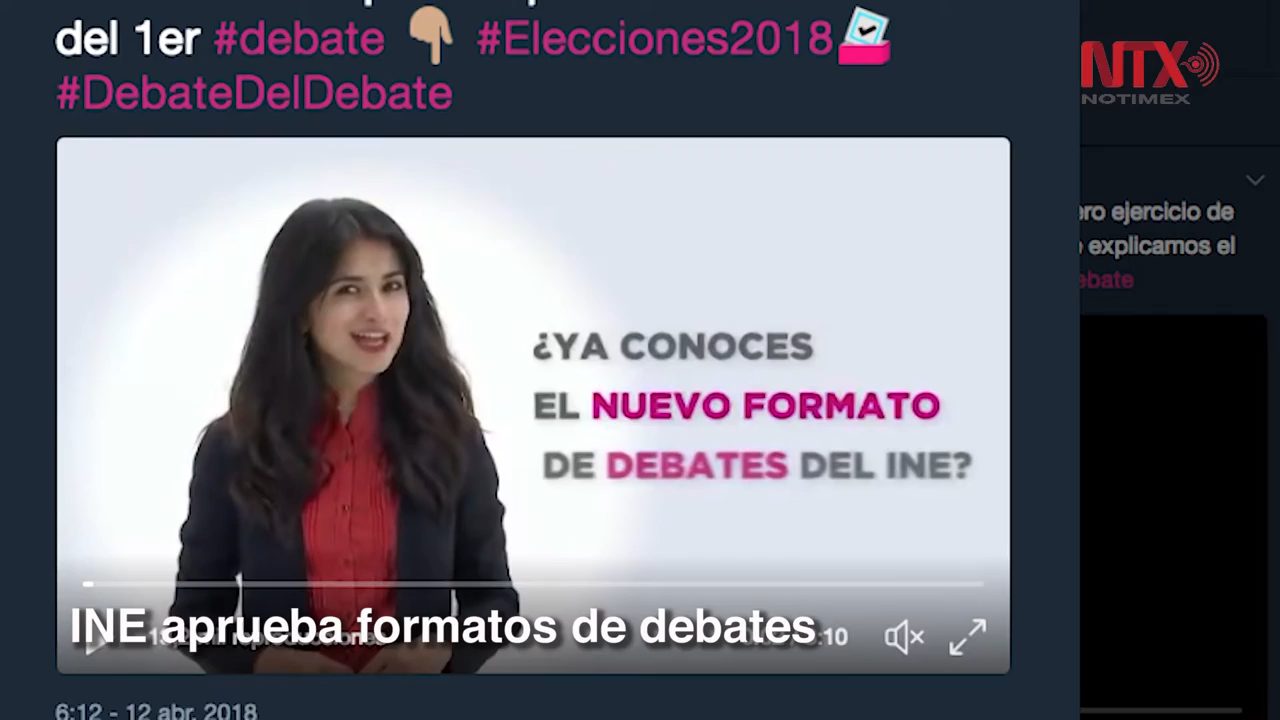 del 1er #debate #Elecciones2018
#DebateDelDebate
NTX
NOTIMEX
ero ejercicio de
explicamos el
ebate
¿YA CONOCES
EL NUEVO FORMATO
DE DEBATES DEL INE?
INE aprueba formatos de debates
:10
6:12 - 12 abr. 2018